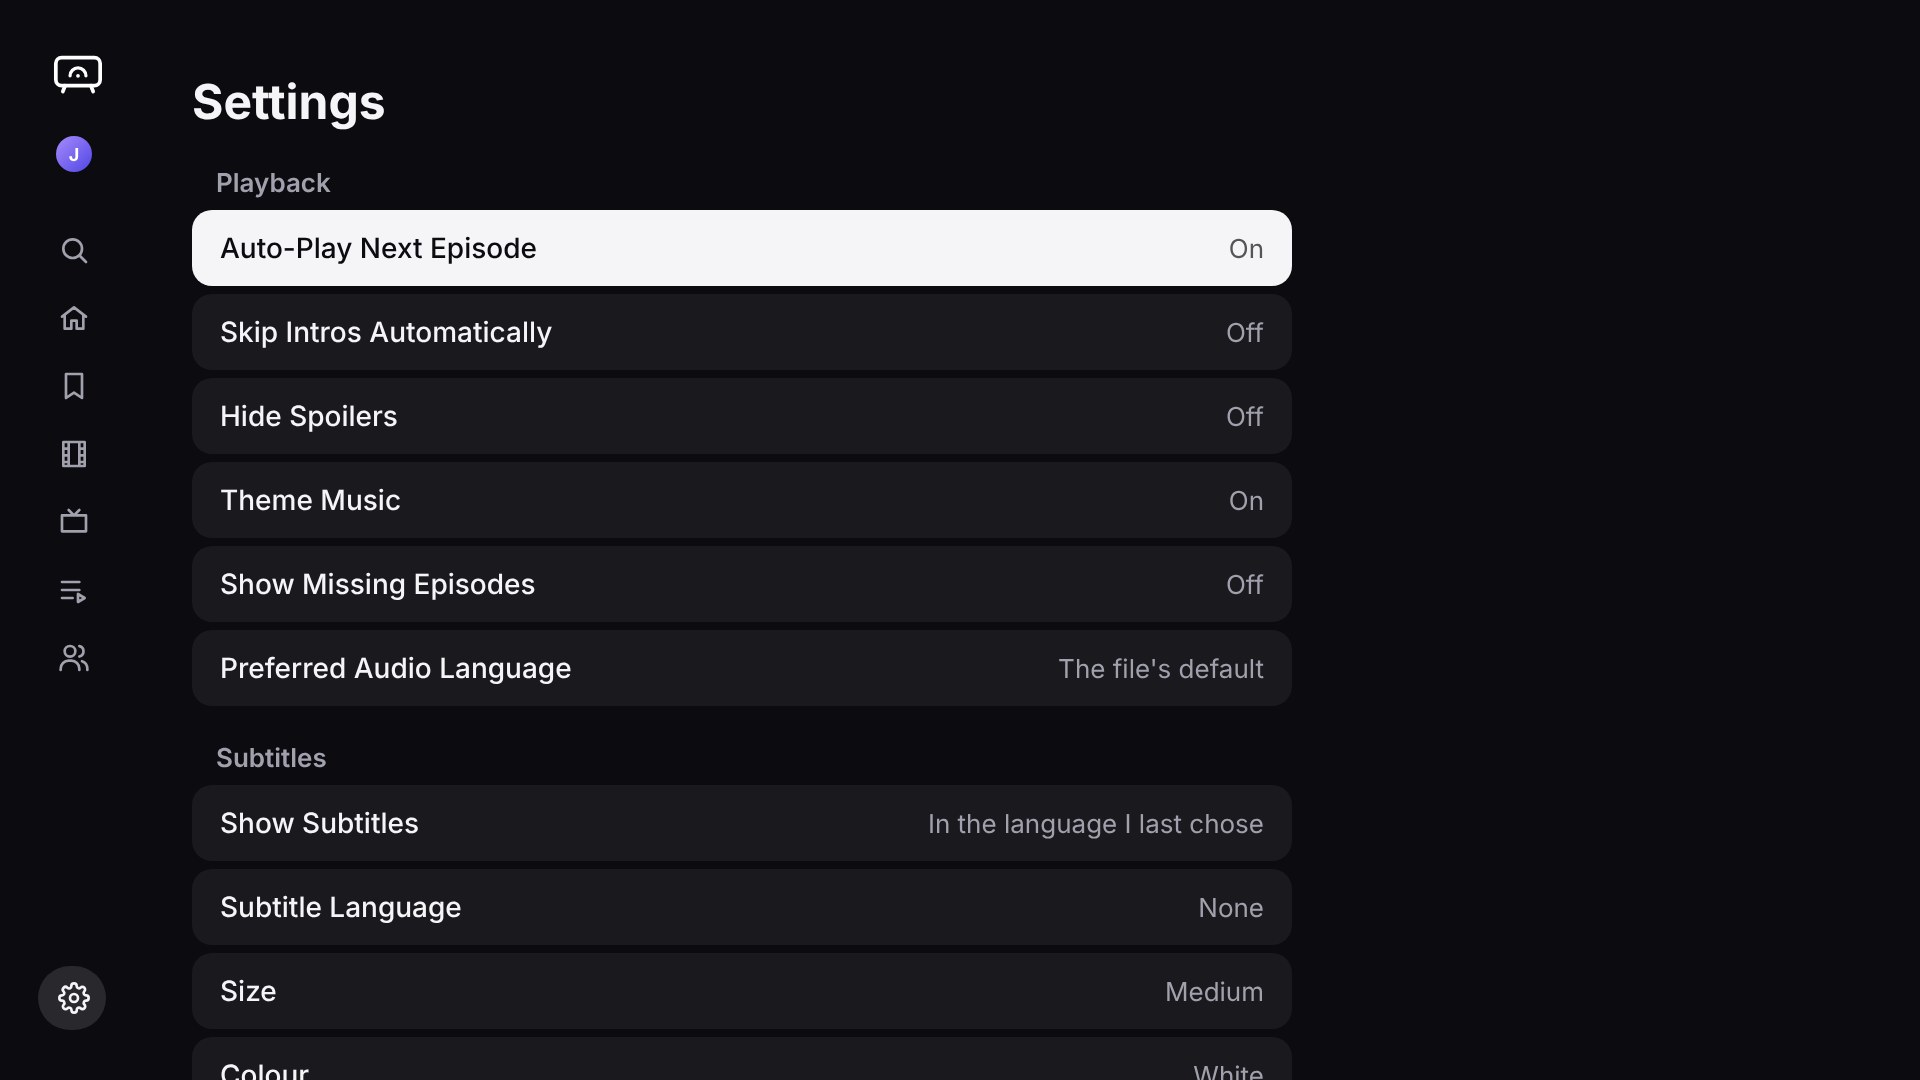 Settings
J
Playback
Auto-Play Next Episode On
Skip Intros Automatically Off
Hide Spoilers Off
Theme Music On
Show Missing Episodes Off
Preferred Audio Language The file's default
Subtitles
Show Subtitles In the language I last chose
Subtitle Language None
Size Medium
Colour White